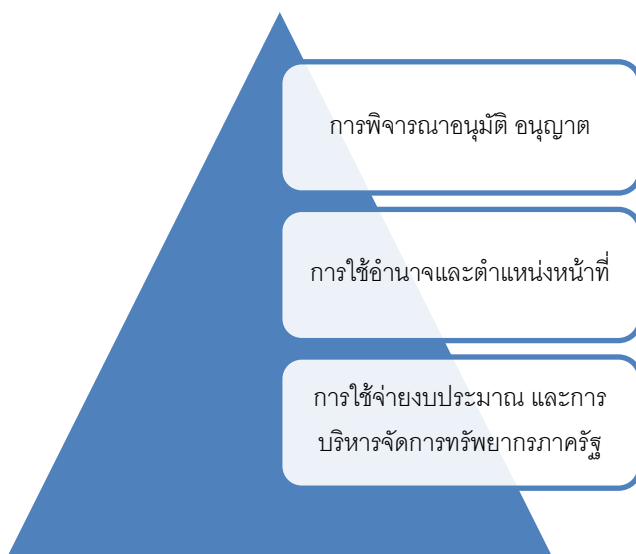 การพิจารณาอนุมัติ อนุญาต
การใช้อำนาจและตำแหน่งหน้าที่
การใช้จ่ายงบประมาณ และการ
บริหารจัดการทรัพยากรภาครัฐ